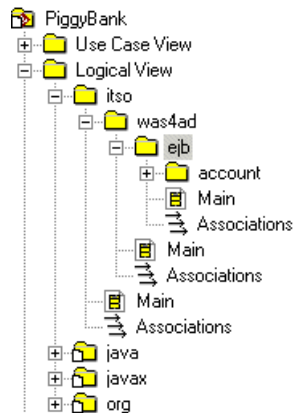 PiggyBank
Use Case View
Logical View
itso
was4ad
ejb
account
Main
Associations
Main
Associations
Main
Associations
java
javax
org